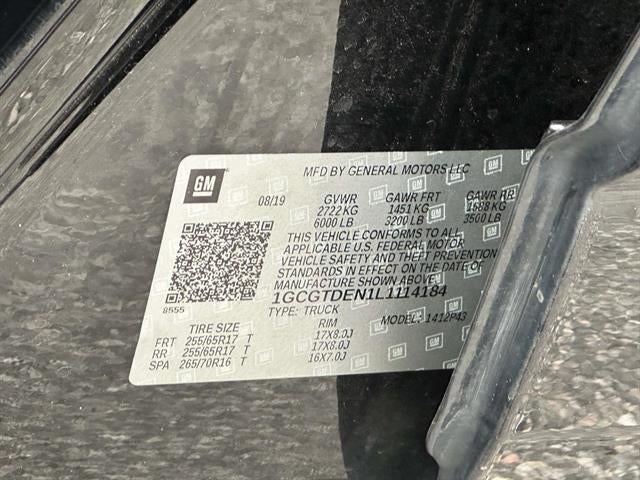 MFD BY GENERAL MOTORS LLC
GM
08/19 GVWR GAWR FRT GAWR RR
2722 KG 1451 KG 1588 KG
6000 LB 3200 LB 3500 LB
THIS VEHICLE CONFORMS TO ALL
APPLICABLE U.S. FEDERAL MOTOR
VEHICLE SAFETY AND THEFT PREVENTION
STANDARDS IN EFFECT ON THE DATE OF
MANUFACTURE SHOWN ABOVE.
1GCGTDEN1L1114184
8555
TYPE: TRUCK MODEL: 1412P43
TIRE SIZE RIM
FRT 255/65R17 T 17X8.0J
RR 255/65R17 T 17X8.0J
SPA 265/70R16 T 16X7.0J